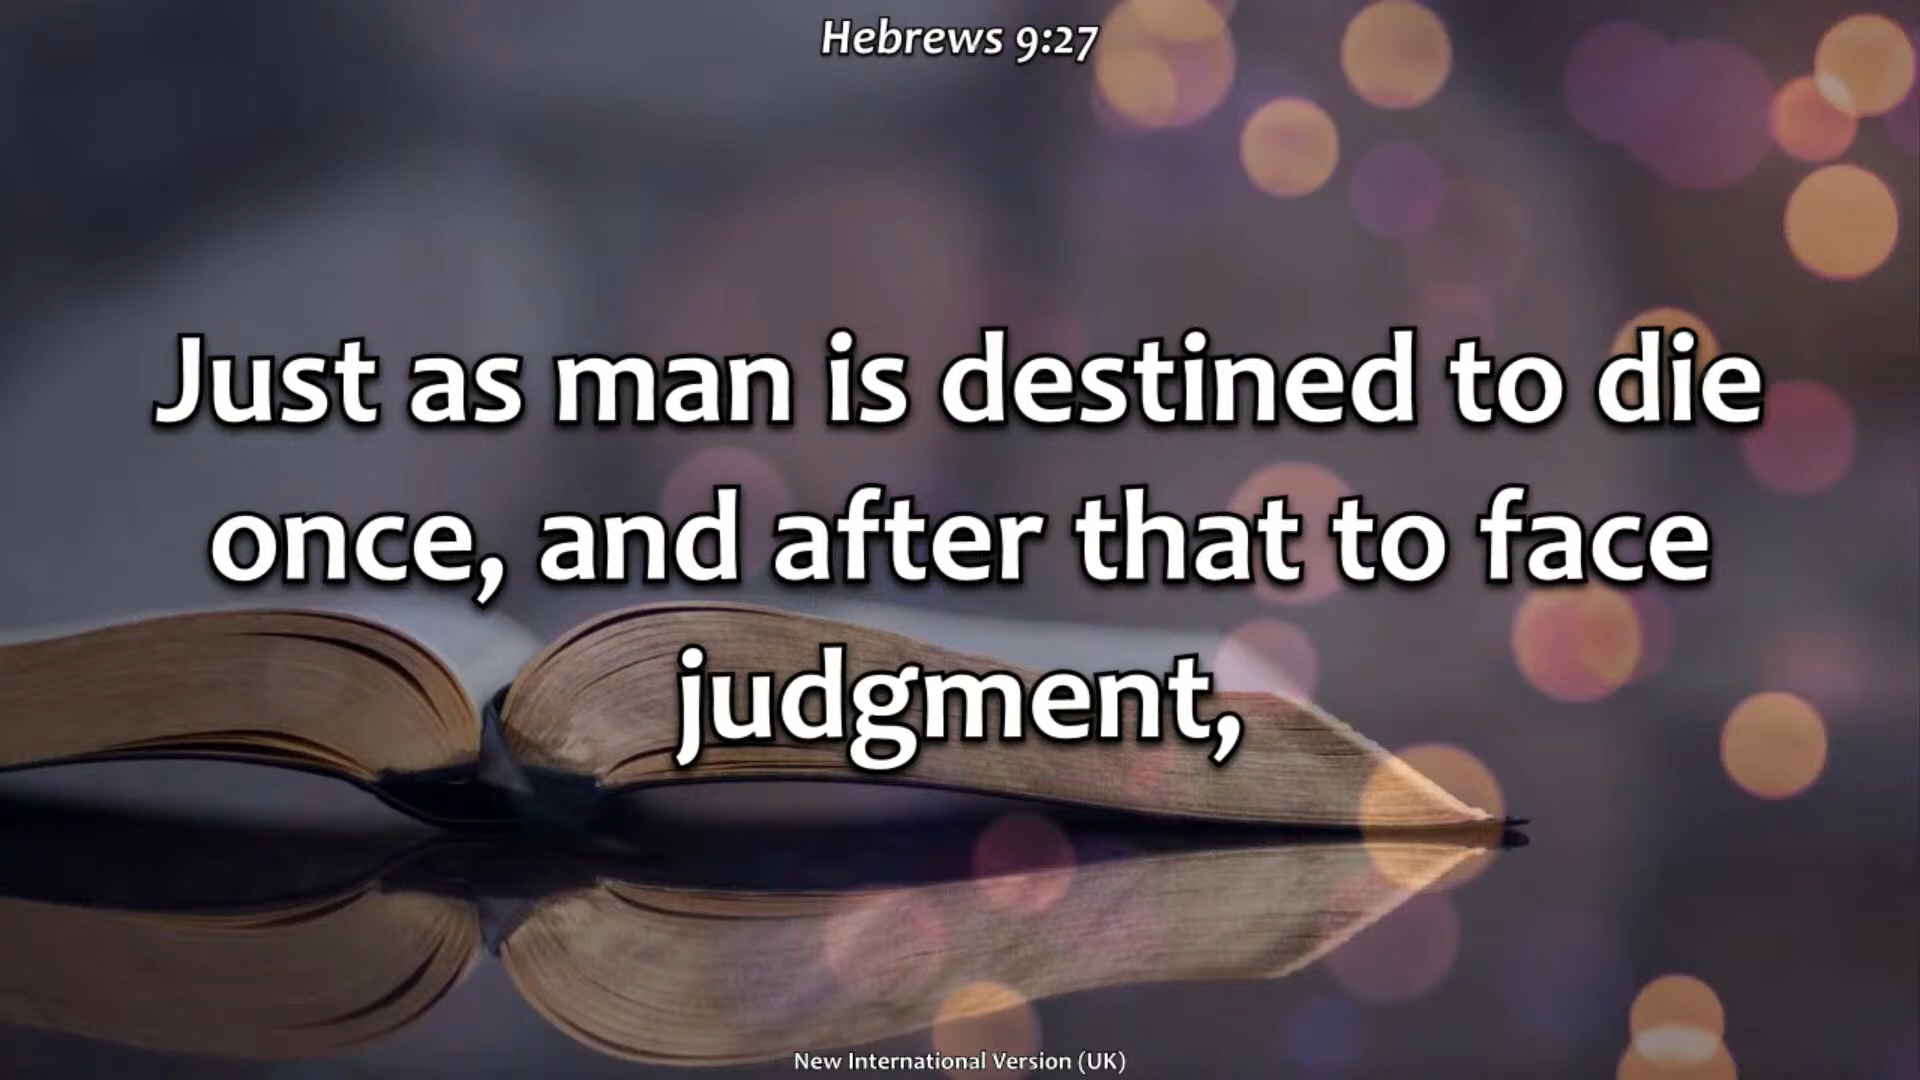 Hebrews 9:27
Just as man is destined to die
once, and after that to face
judgment,
New International Version (UK)